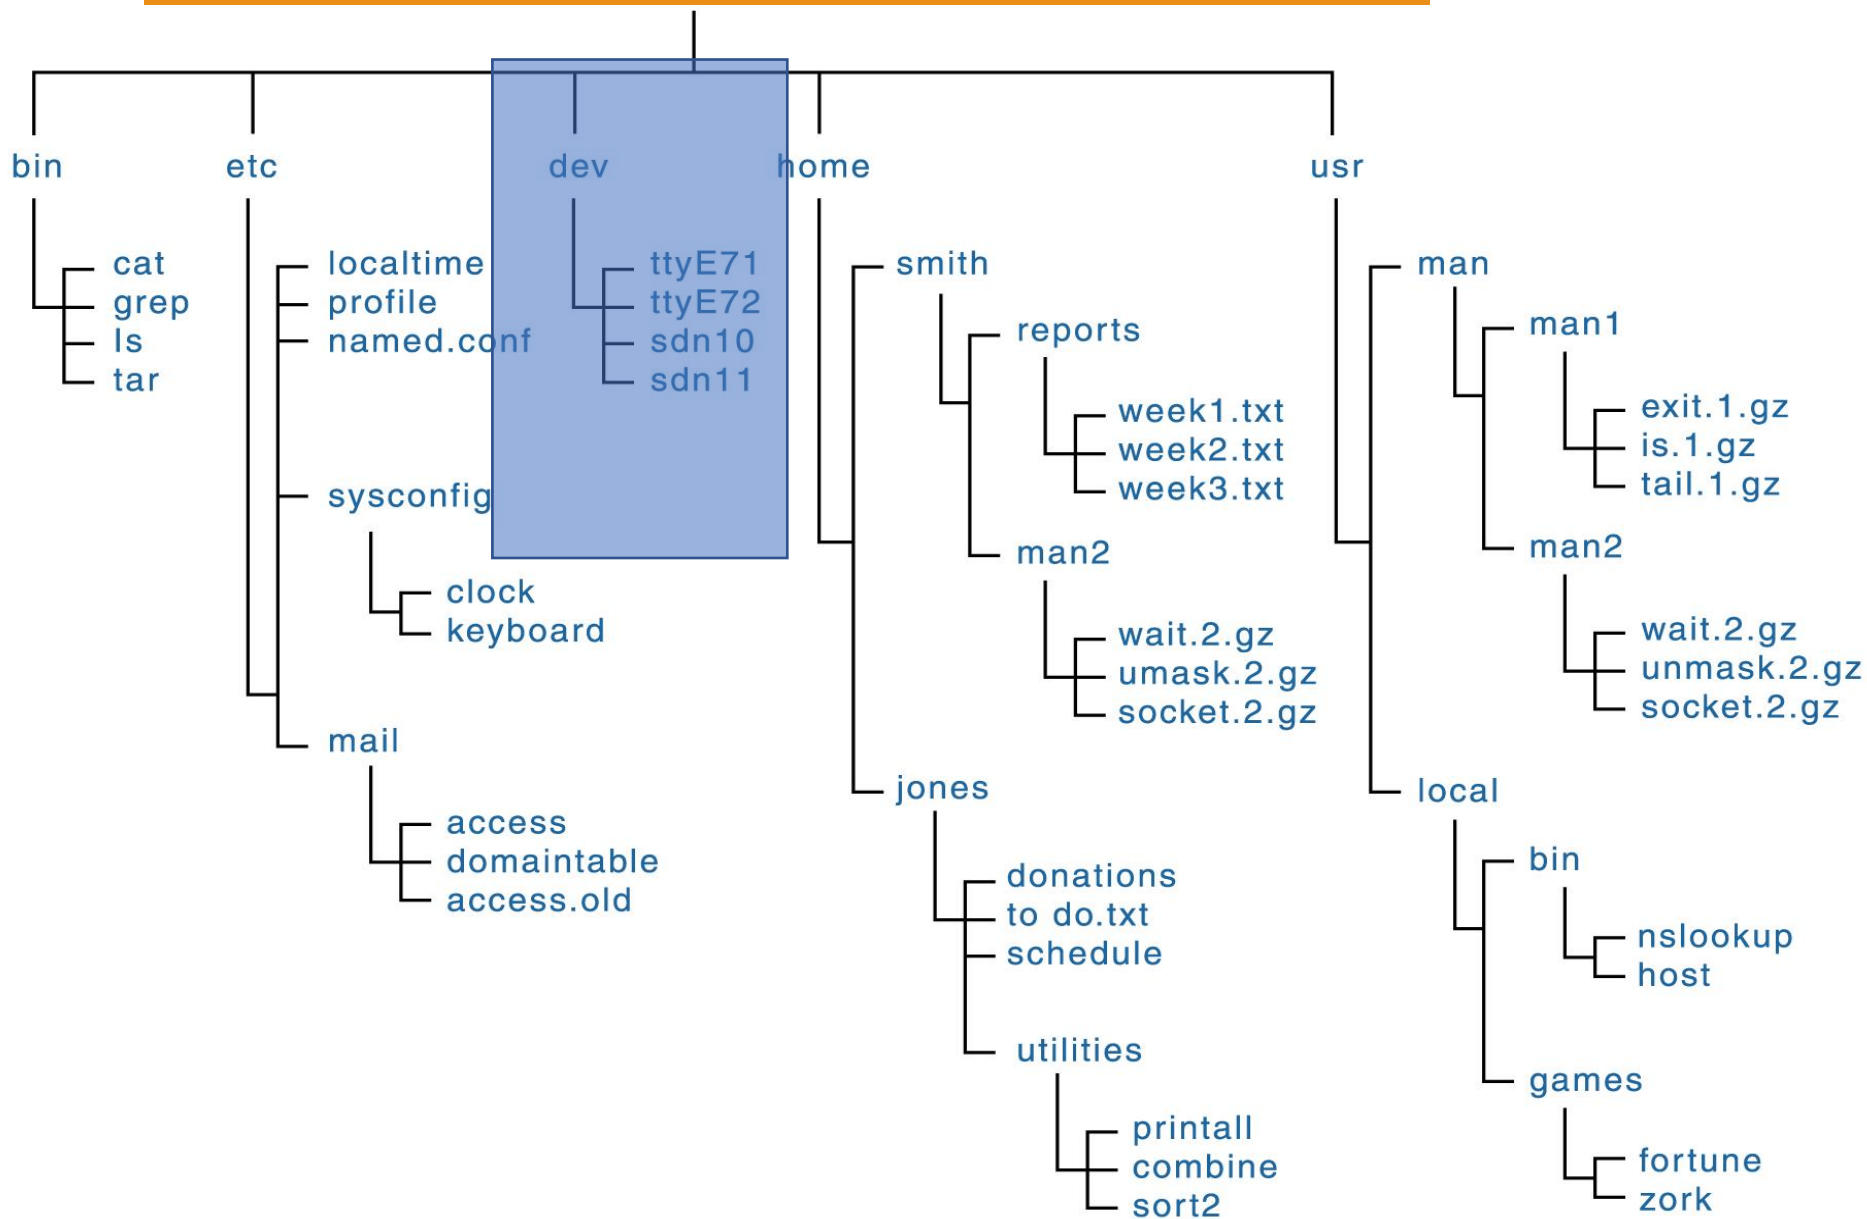 bin
etc
dev
home
usr
cat
grep
ls
tar
localtime
profile
named.conf
sysconfig
clock
keyboard
mail
access
domaintable
access.old
ttyE71
ttyE72
sdn10
sdn11
smith
reports
week1.txt
week2.txt
week3.txt
man2
wait.2.gz
umask.2.gz
socket.2.gz
jones
donations
to do.txt
schedule
utilities
printall
combine
sort2
man
man1
exit.1.gz
is.1.gz
tail.1.gz
man2
wait.2.gz
unmask.2.gz
socket.2.gz
local
bin
nslookup
host
games
fortune
zork